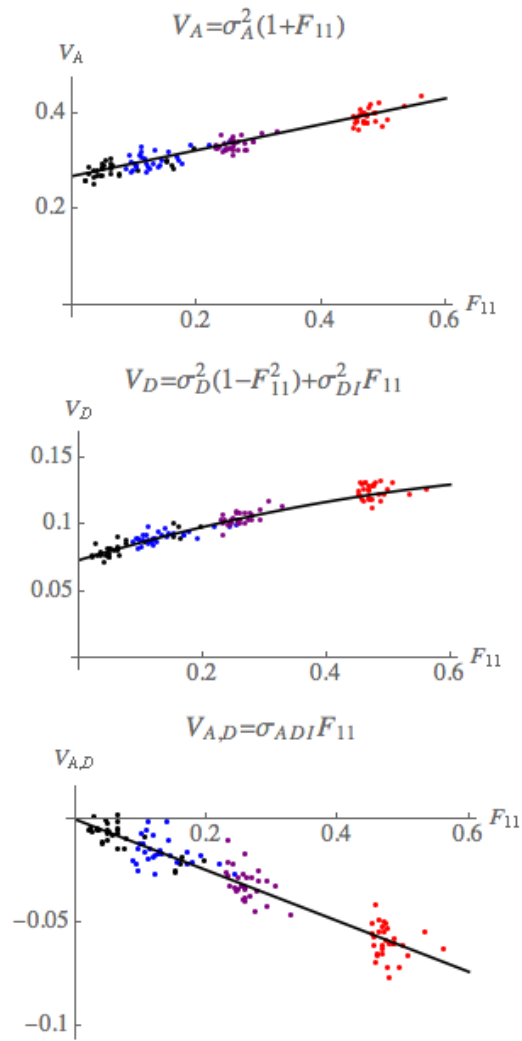 V_A=σ_A^2(1+F_11)
V_A
0.4
0.2
0.2 0.4 0.6 F_11
V_D=σ_D^2(1-F_11^2)+σ_DI^2 F_11
V_D
0.15
0.1
0.05
0.2 0.4 0.6 F_11
V_A,D=σ_ADI F_11
V_A,D
0.2 0.4 0.6 F_11
-0.05
-0.1